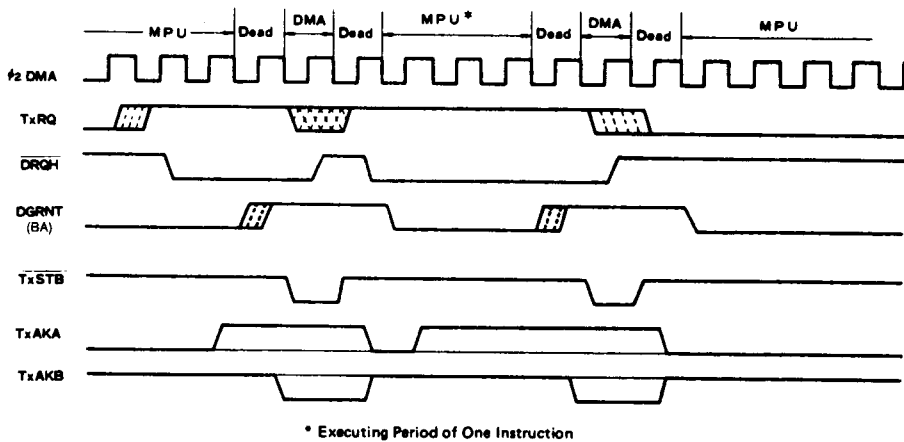 MPU Dead DMA Dead MPU* Dead DMA Dead MPU
ϕ2 DMA
TxRQ
DRQH
DGRNT
(BA)
TxSTB
TxAKA
TxAKB
* Executing Period of One Instruction